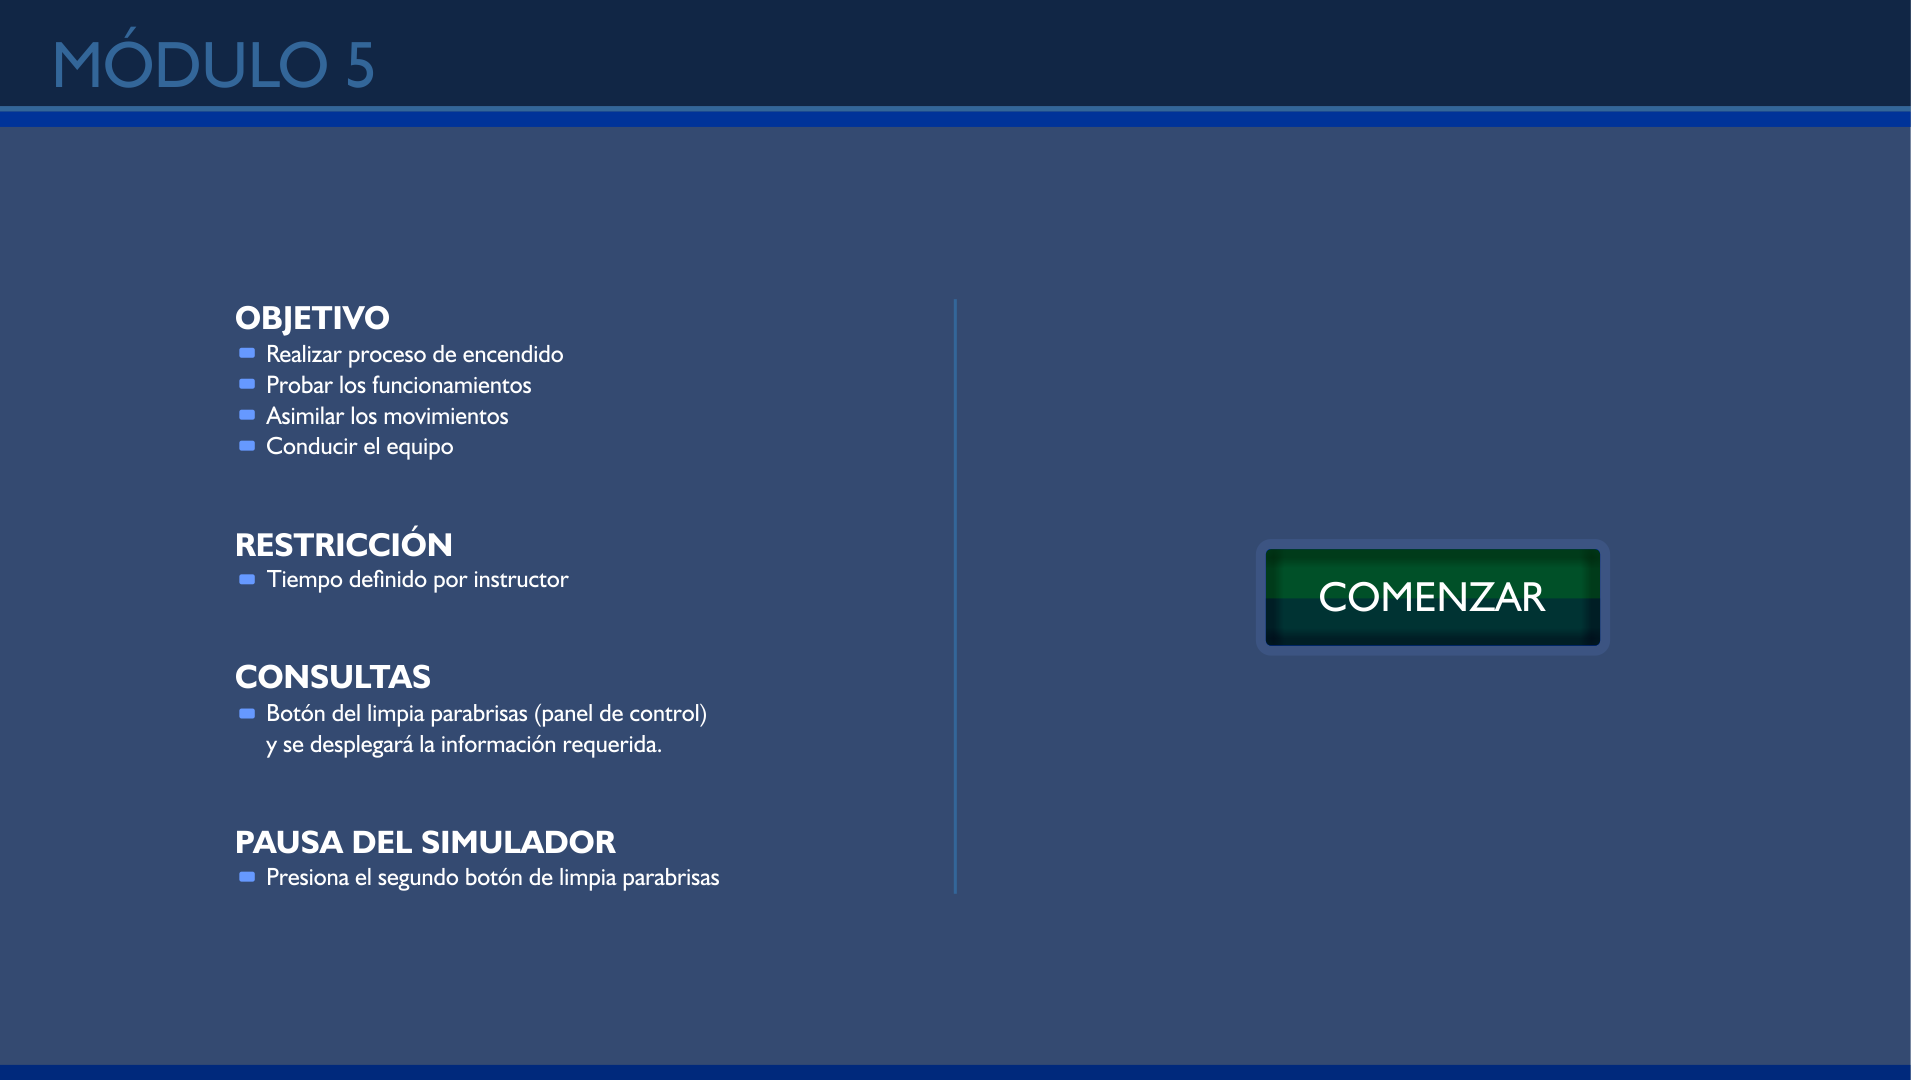 MÓDULO 5
OBJETIVO
Realizar proceso de encendido
Probar los funcionamientos
Asimilar los movimientos
Conducir el equipo
RESTRICCIÓN
Tiempo definido por instructor
CONSULTAS
Botón del limpia parabrisas (panel de control)
y se desplegará la información requerida.
PAUSA DEL SIMULADOR
Presiona el segundo botón de limpia parabrisas
COMENZAR